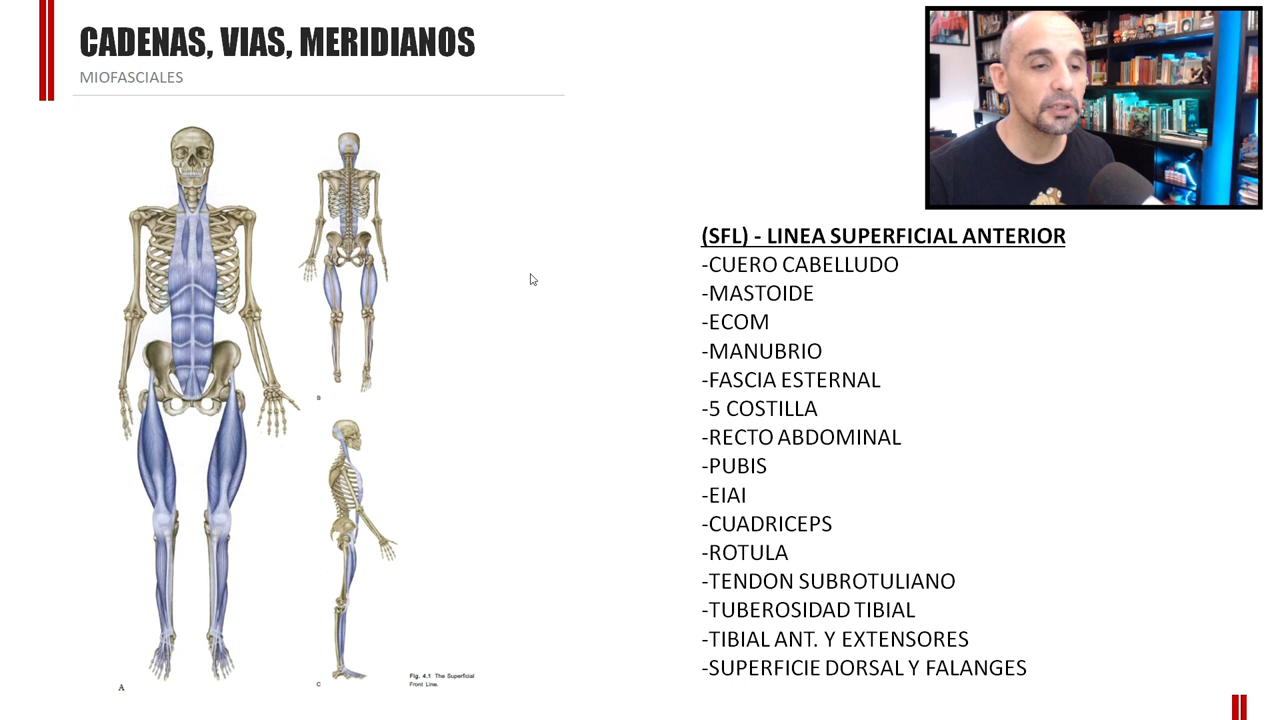 CADENAS, VIAS, MERIDIANOS
MIOFASCIALES
(SFL) - LINEA SUPERFICIAL ANTERIOR
-CUERO CABELLUDO
-MASTOIDE
-ECOM
-MANUBRIO
-FASCIA ESTERNAL
-5 COSTILLA
-RECTO ABDOMINAL
-PUBIS
-EIAI
-CUADRICEPS
-ROTULA
-TENDON SUBROTULIANO
-TUBEROSIDAD TIBIAL
-TIBIAL ANT. Y EXTENSORES
-SUPERFICIE DORSAL Y FALANGES
A
B
C
Fig. 4.1 The Superficial
Front Line.